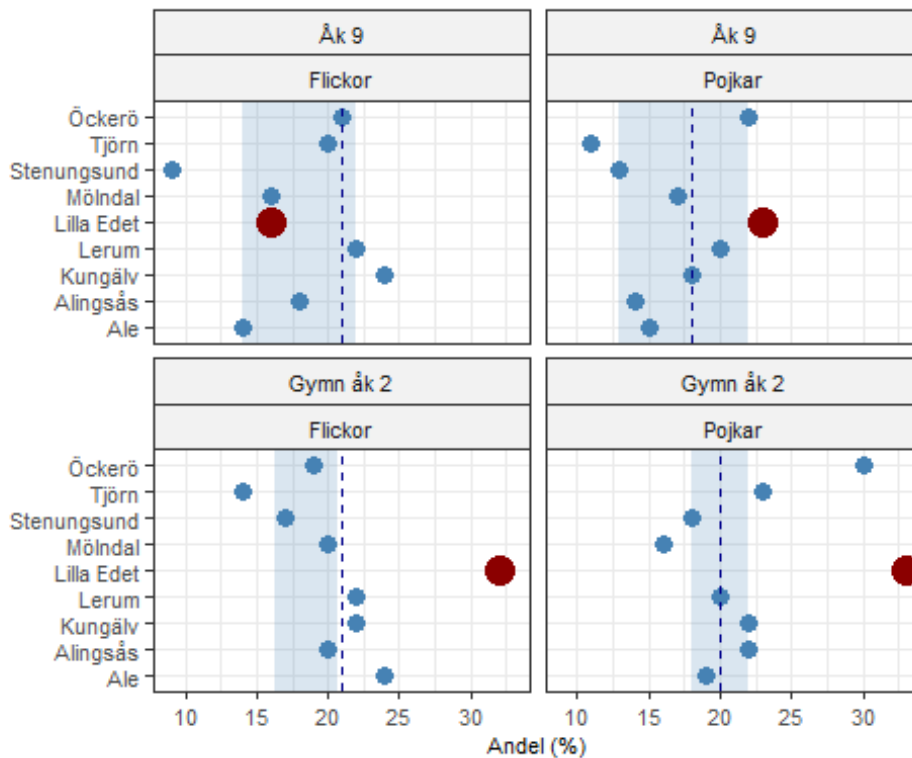 Åk 9
Åk 9
Flickor
Pojkar
Öckerö
Tjörn
Stenungsund
Mölndal
Lilla Edet
Lerum
Kungälv
Alingsås
Ale
Gymn åk 2
Gymn åk 2
Flickor
Pojkar
Öckerö
Tjörn
Stenungsund
Mölndal
Lilla Edet
Lerum
Kungälv
Alingsås
Ale
10 15 20 25 30 10 15 20 25 30
Andel (%)